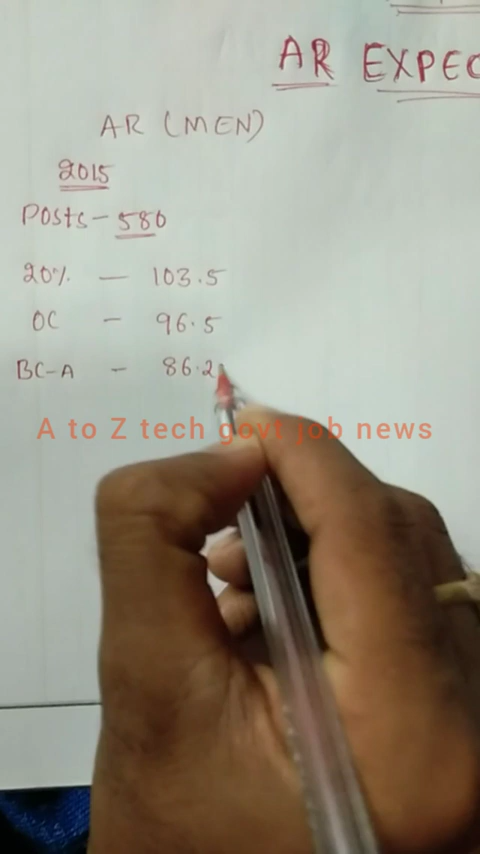 AR EXPEC
AR (MEN)
2015
Posts - 580
20% - 103.5
OC - 96.5
BC-A - 86.2
A to Z tech govt job news